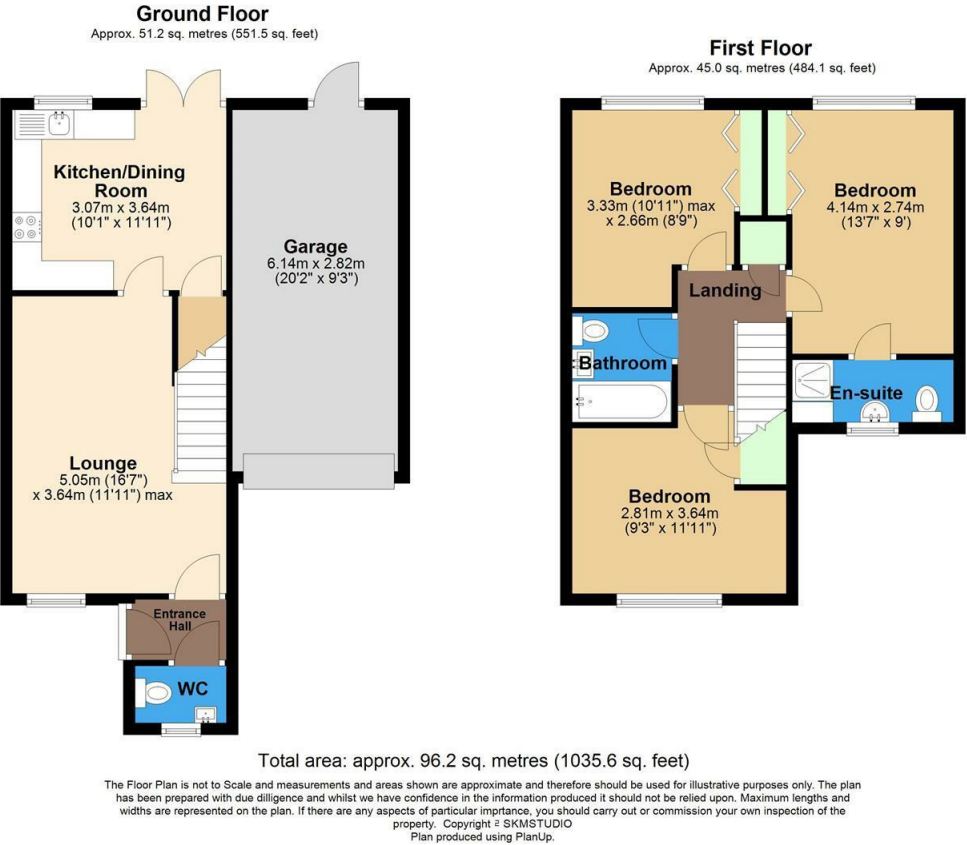 Ground Floor
Approx. 51.2 sq. metres (551.5 sq. feet)
Kitchen/Dining
Room
3.07m x 3.64m
(10'1" x 11'11")
Garage
6.14m x 2.82m
(20'2" x 9'3")
Lounge
5.05m (16'7")
x 3.64m (11'11") max
Entrance
Hall
WC
First Floor
Approx. 45.0 sq. metres (484.1 sq. feet)
Bedroom
3.33m (10'11") max
x 2.66m (8'9")
Bedroom
4.14m x 2.74m
(13'7" x 9')
Landing
Bathroom
En-suite
Bedroom
2.81m x 3.64m
(9'3" x 11'11")
Total area: approx. 96.2 sq. metres (1035.6 sq. feet)
The Floor Plan is not to Scale and measurements and areas shown are approximate and therefore should be used for illustrative purposes only. The plan
has been prepared with due dilligence and whilst we have confidence in the information produced it should not be relied upon. Maximum lengths and
widths are represented on the plan. If there are any aspects of particular imprtance, you should carry out or commission your own inspection of the
property. Copyright ² SKMSTUDIO
Plan produced using PlanUp.